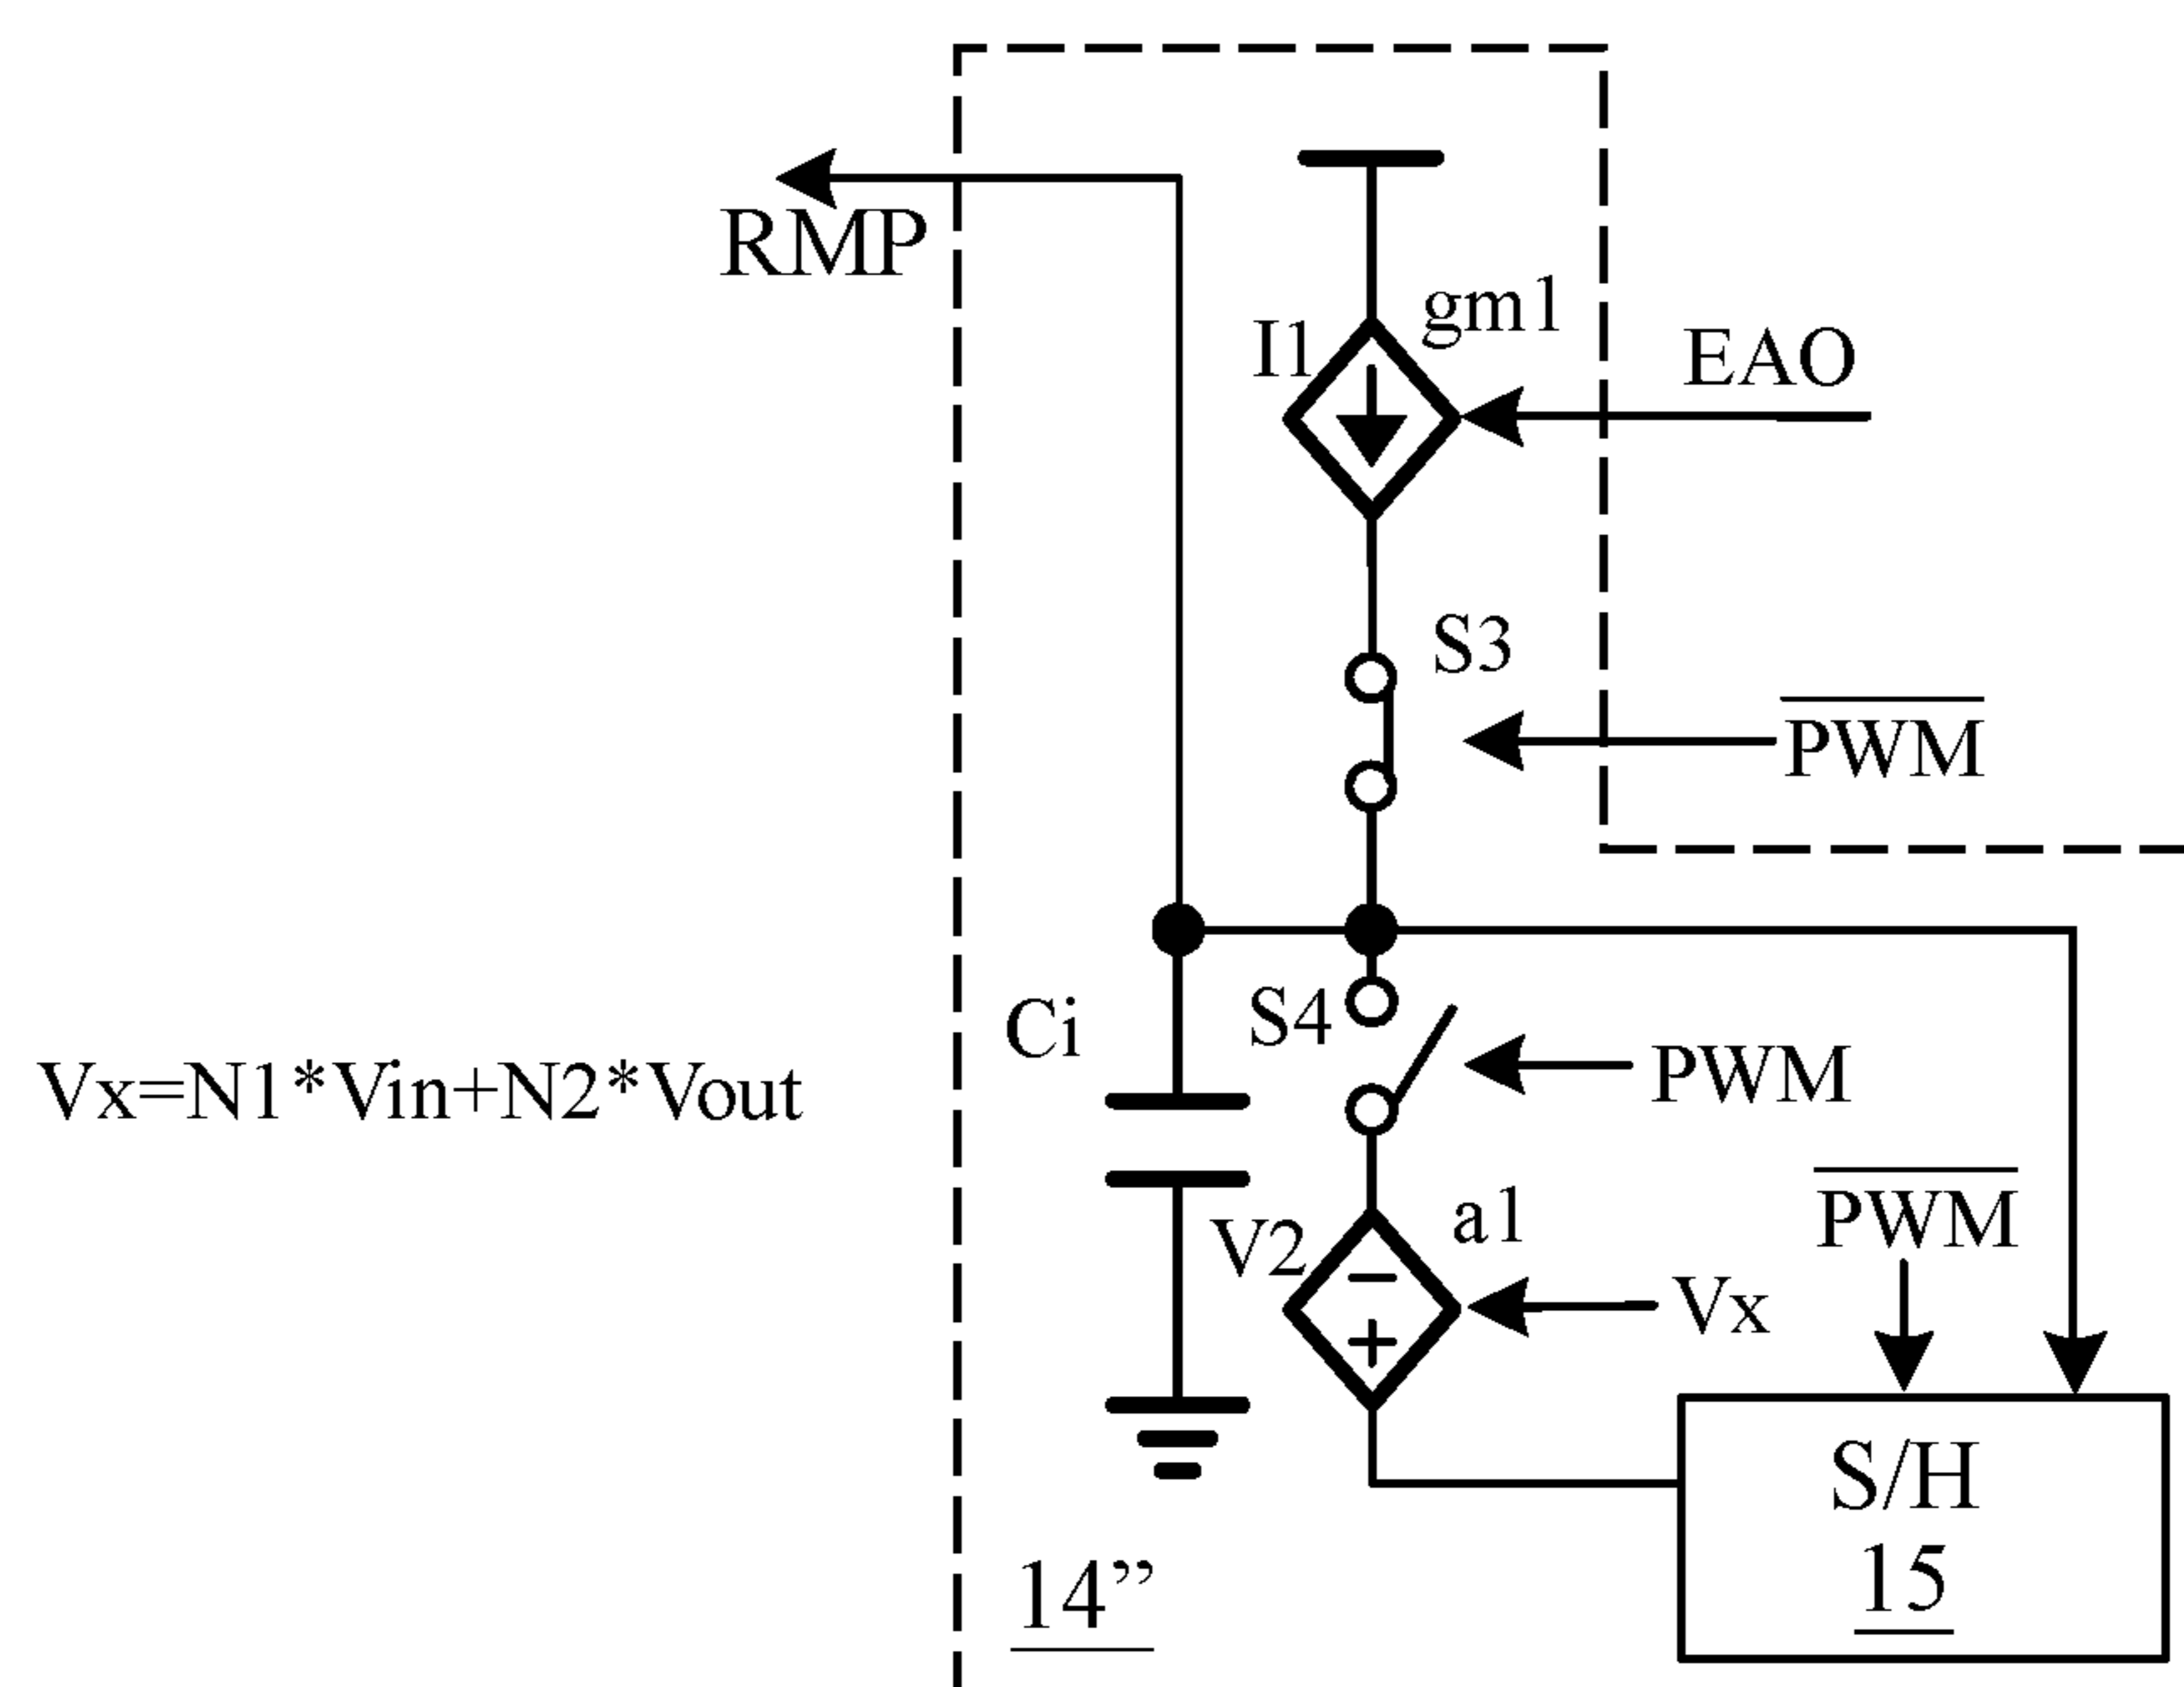 RMP
I1
gm1
EAO
S3
PWM
Ci
S4
PWM
Vx=N1*Vin+N2*Vout
PWM
V2
a1
Vx
− +
S/H
15
14”